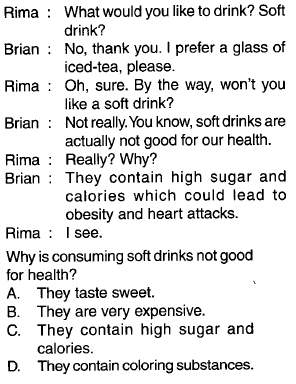 Rima : What would you like to drink? Soft
drink?
Brian : No, thank you. I prefer a glass of
iced-tea, please.
Rima : Oh, sure. By the way, won't you
like a soft drink?
Brian : Not really. You know, soft drinks are
actually not good for our health.
Rima : Really? Why?
Brian : They contain high sugar and
calories which could lead to
obesity and heart attacks.
Rima : I see.
Why is consuming soft drinks not good
for health?
A. They taste sweet.
B. They are very expensive.
C. They contain high sugar and
calories.
D. They contain coloring substances.